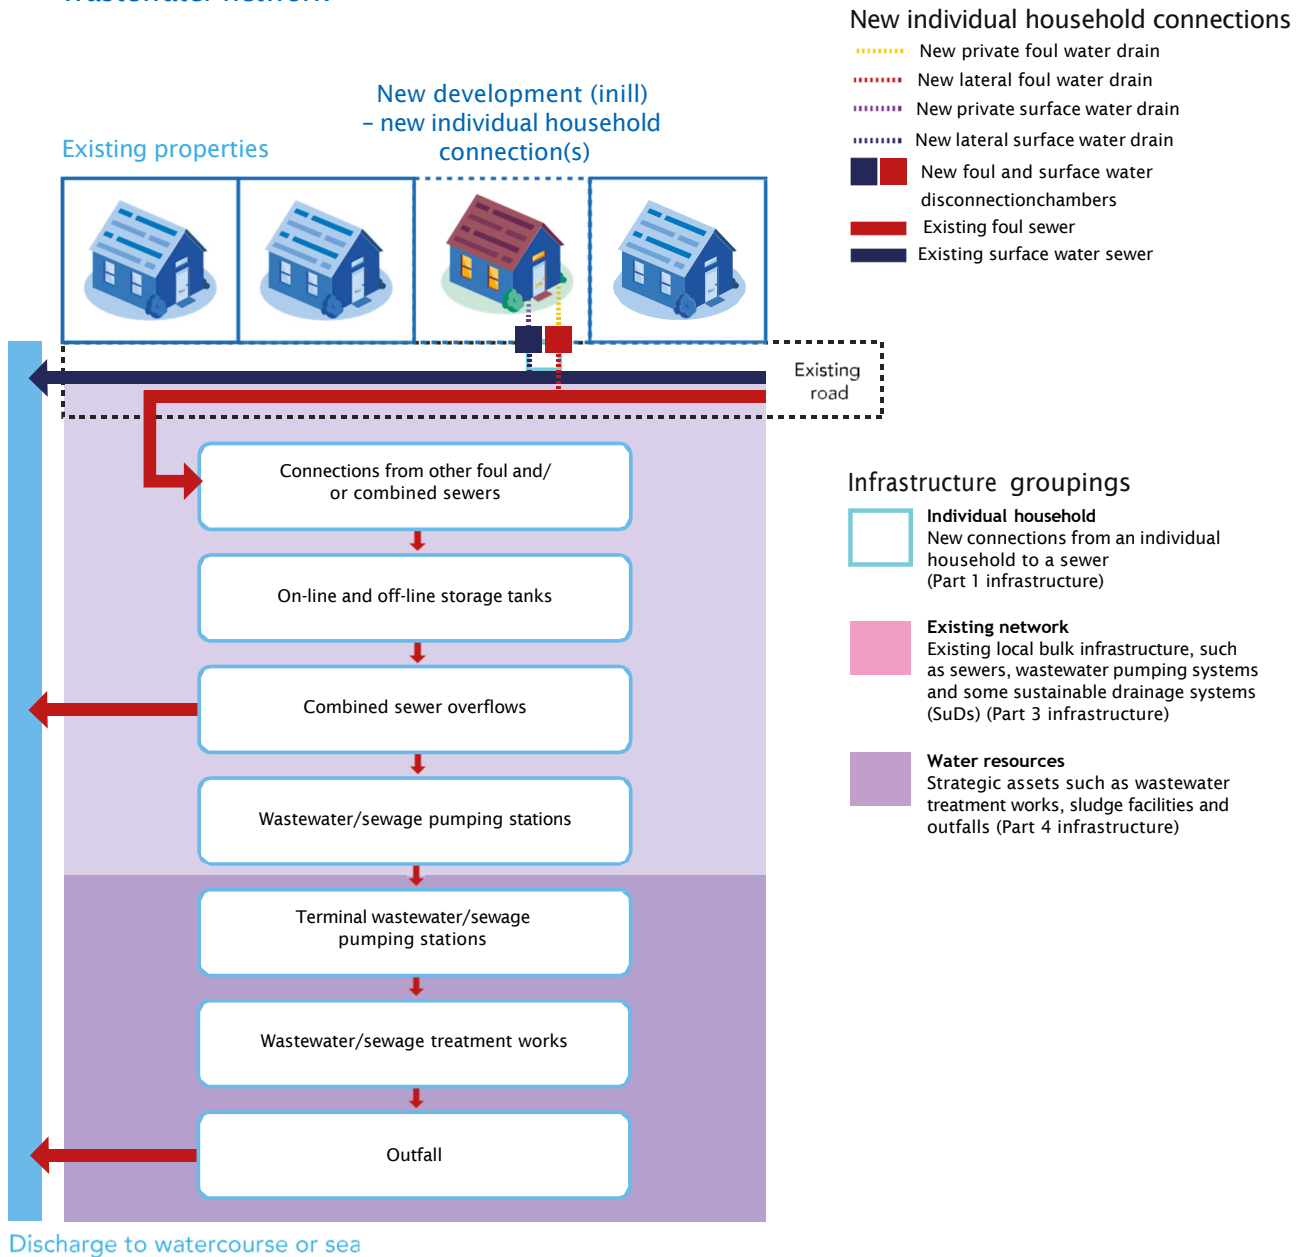 New individual household connections
New private foul water drain
New lateral foul water drain
New private surface water drain
New lateral surface water drain
New foul and surface water
disconnectionchambers
Existing foul sewer
Existing surface water sewer
New development (inill)
– new individual household
connection(s)
Existing properties
Existing
road
Connections from other foul and/
or combined sewers
On-line and off-line storage tanks
Combined sewer overflows
Wastewater/sewage pumping stations
Terminal wastewater/sewage
pumping stations
Wastewater/sewage treatment works
Outfall
Discharge to watercourse or sea
Infrastructure groupings
Individual household
New connections from an individual
household to a sewer
(Part 1 infrastructure)
Existing network
Existing local bulk infrastructure, such
as sewers, wastewater pumping systems
and some sustainable drainage systems
(SuDs) (Part 3 infrastructure)
Water resources
Strategic assets such as wastewater
treatment works, sludge facilities and
outfalls (Part 4 infrastructure)